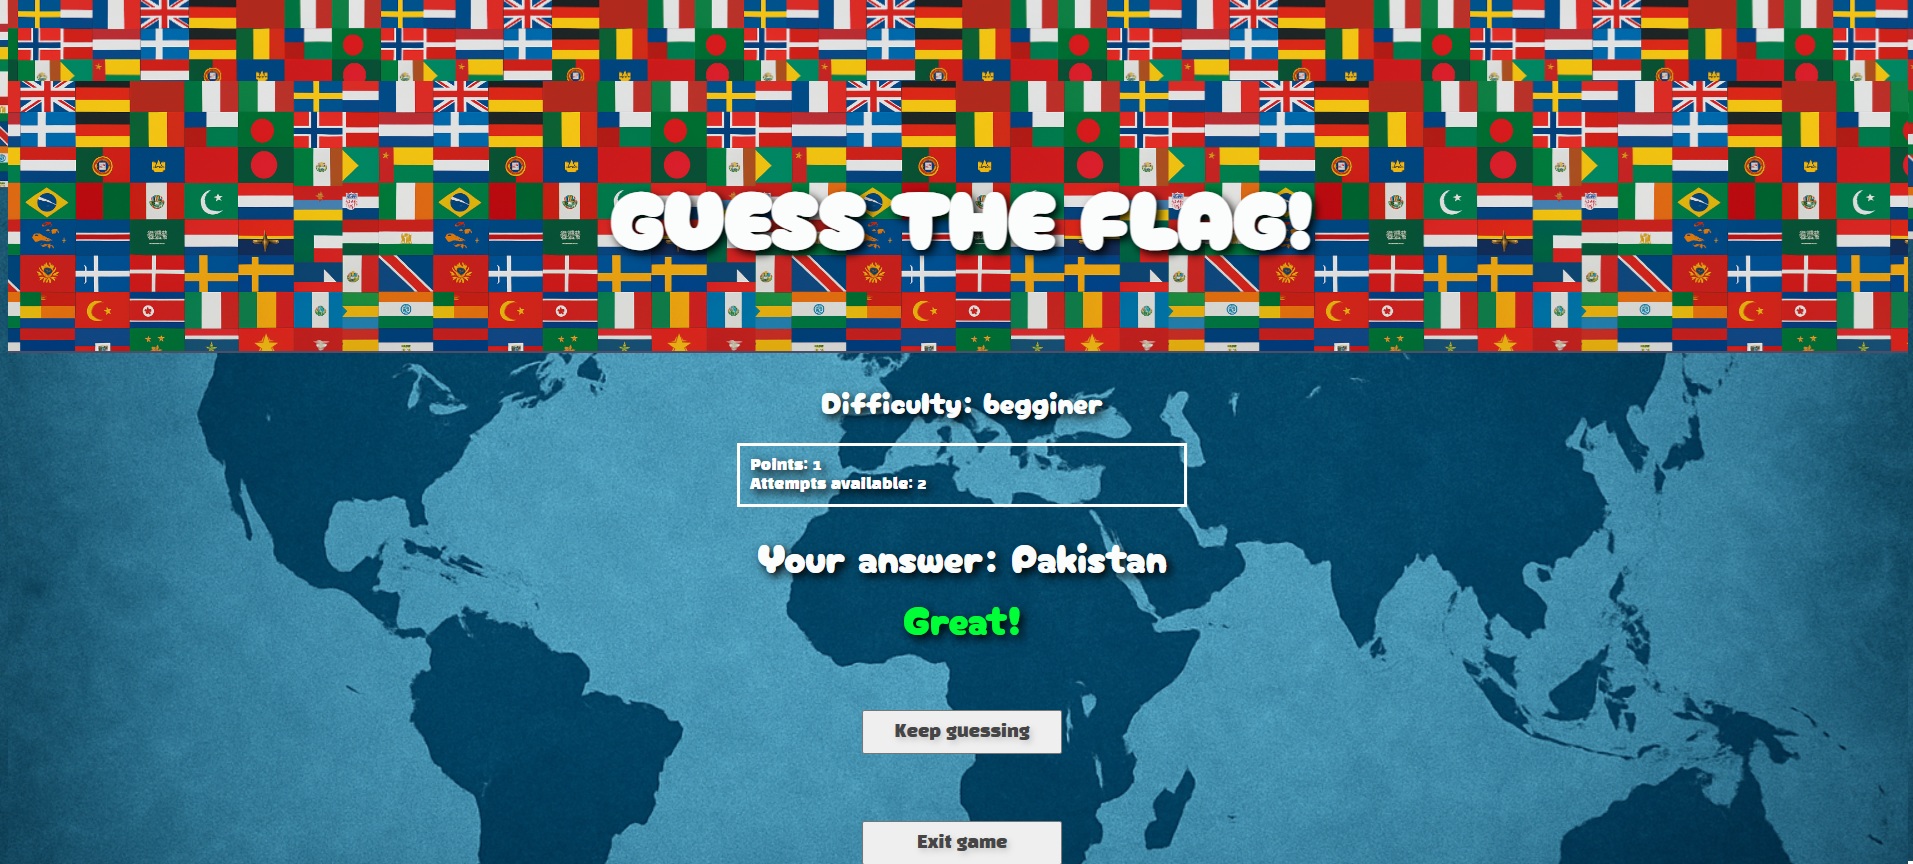 GUESS THE FLAG!
Difficulty: begginer
Points: 1
Attempts available: 2
Your answer: Pakistan
Great!
Keep guessing
Exit game